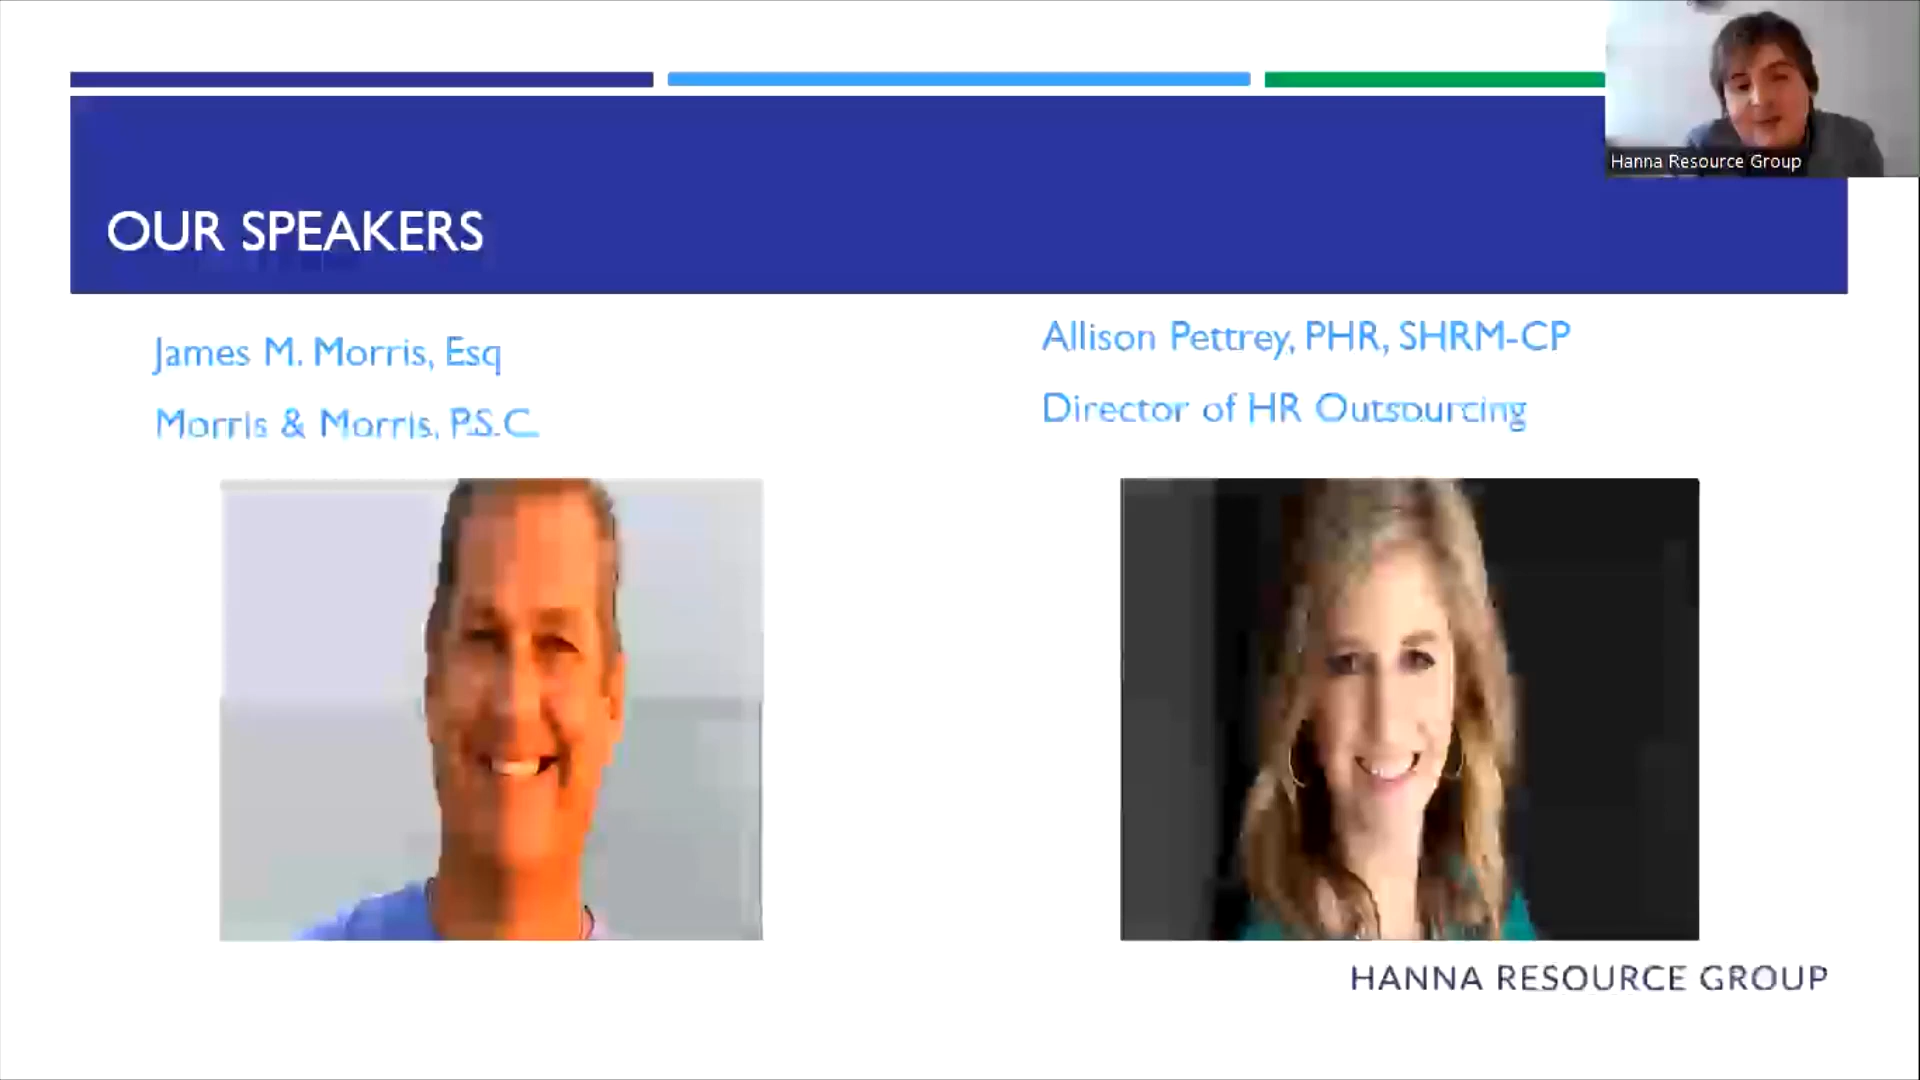 OUR SPEAKERS
James M. Morris, Esq
Morris & Morris, P.S.C.
Allison Pettrey, PHR, SHRM-CP
Director of HR Outsourcing
Hanna Resource Group
HANNA RESOURCE GROUP